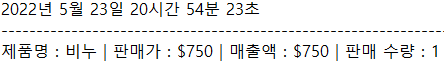 2022년 5월 23일 20시간 54분 23초
--------------------------------------------------------------
제품명 : 비누 | 판매가 : $750 | 매출액 : $750 | 판매 수량 : 1